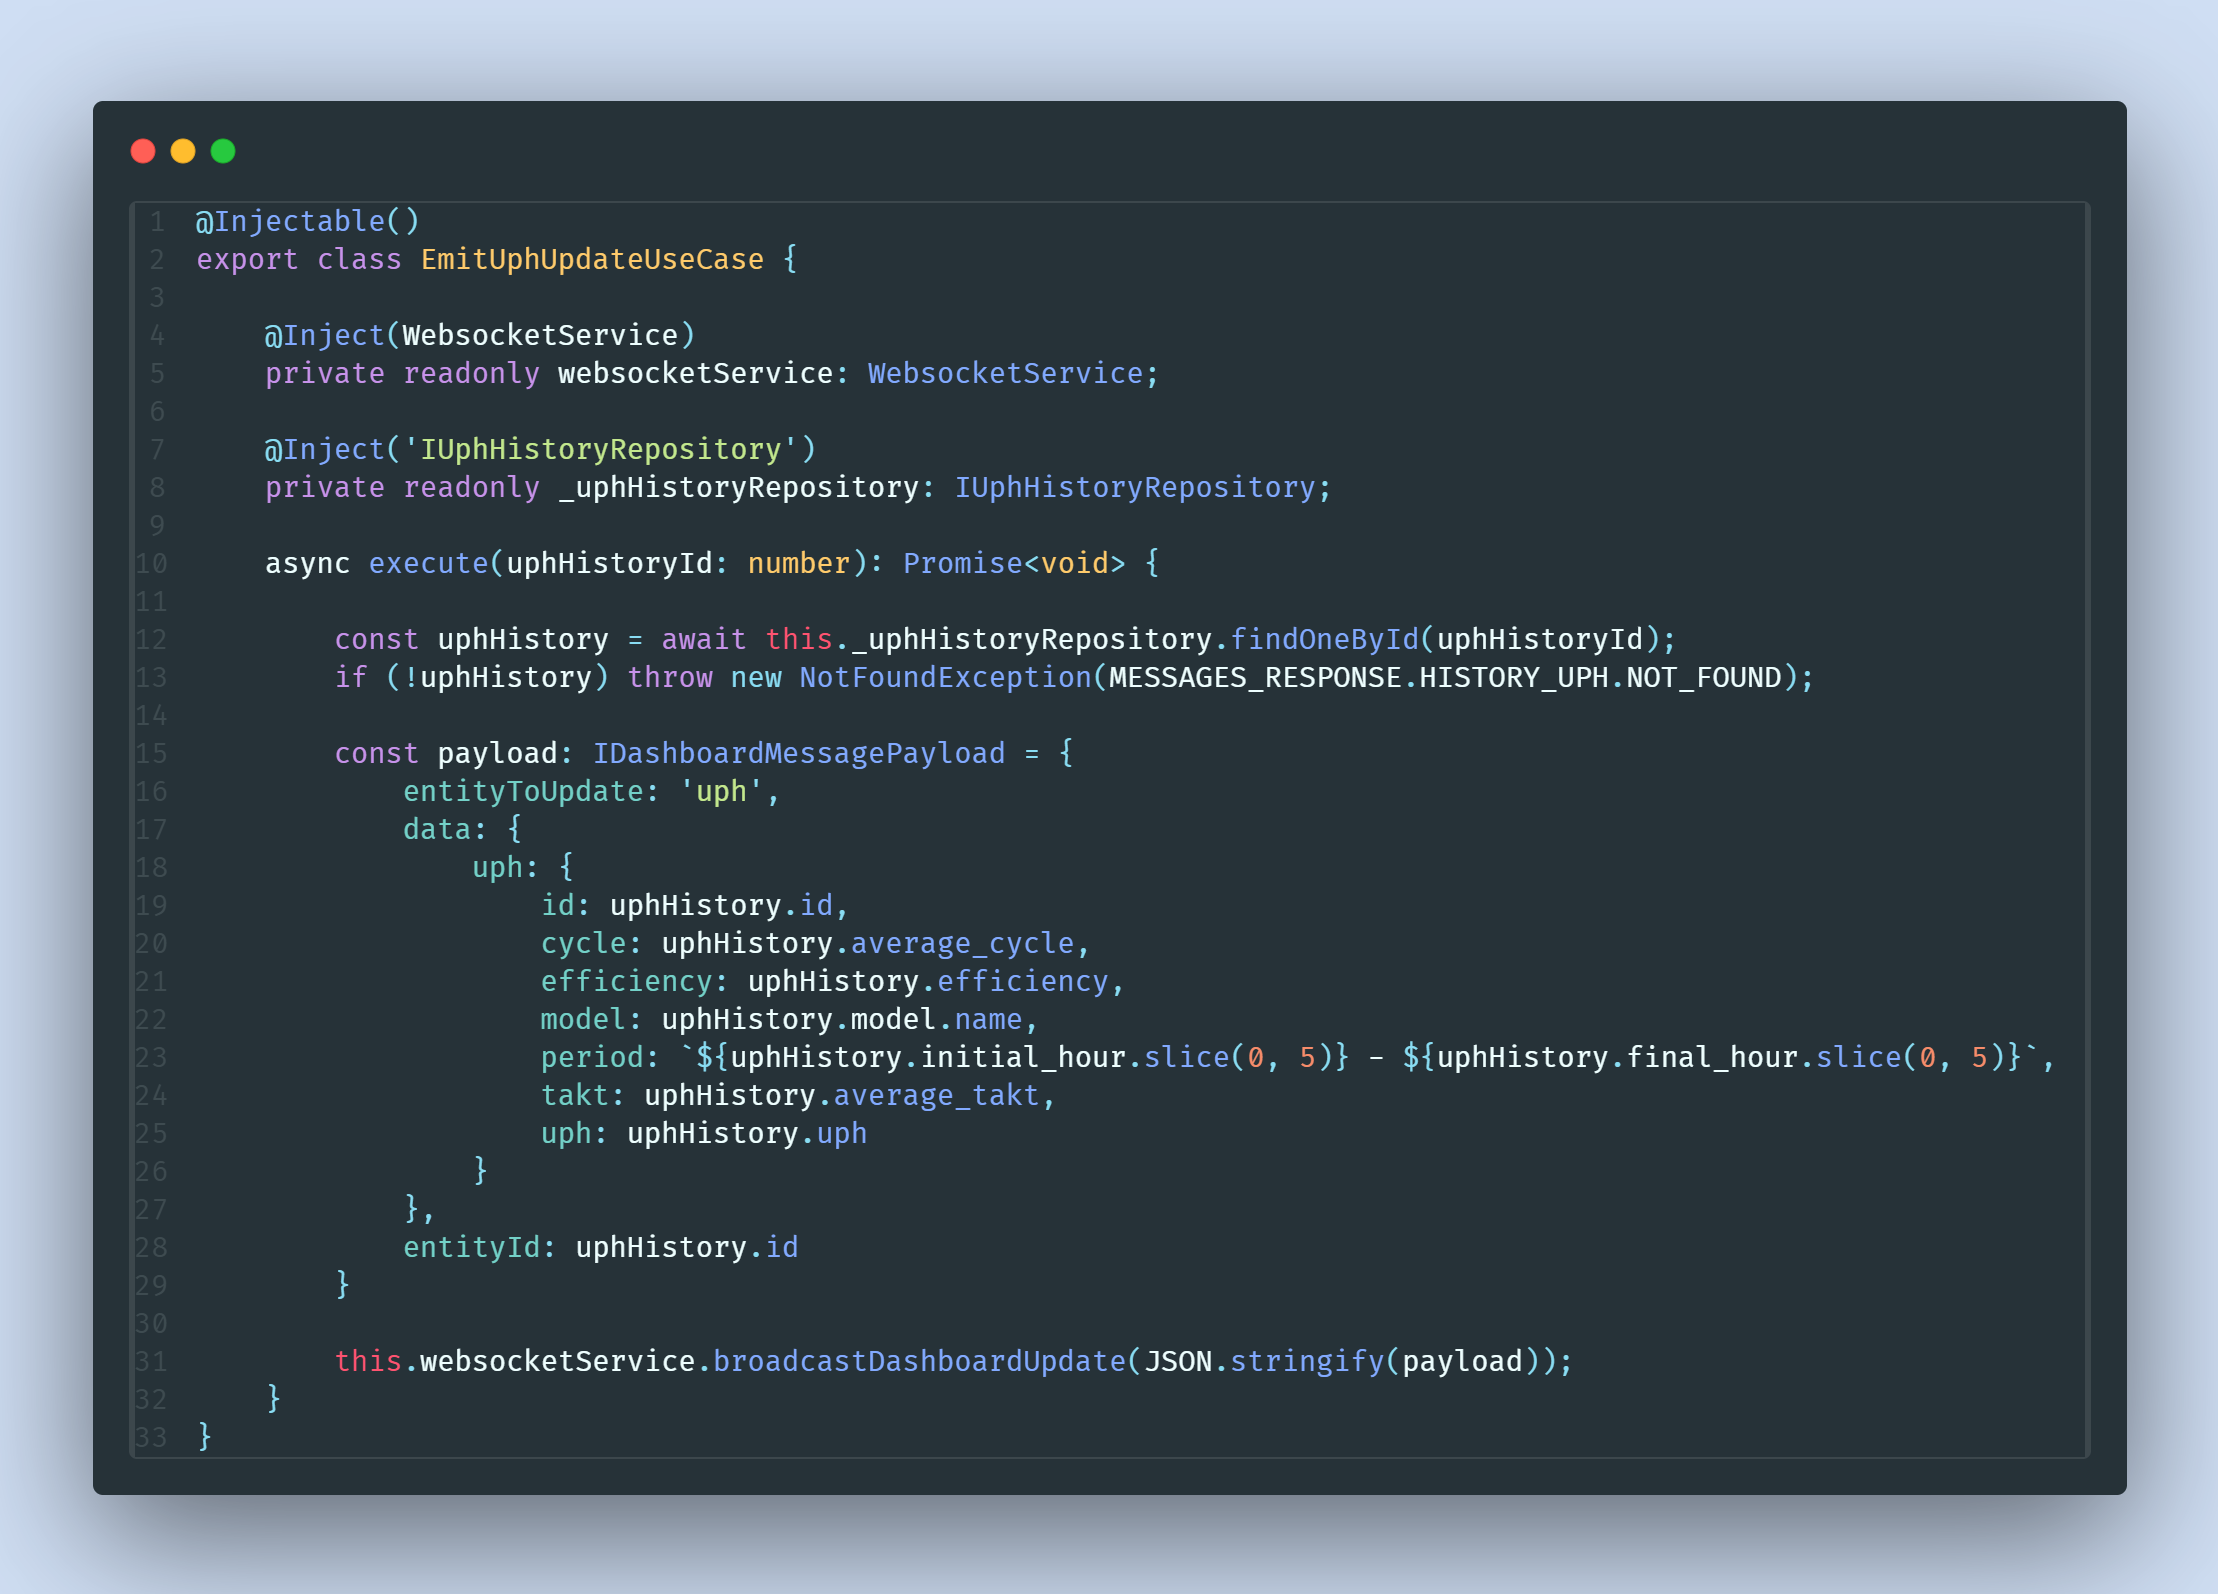 1 @Injectable()
2 export class EmitUphUpdateUseCase {
3
4     @Inject(WebsocketService)
5     private readonly websocketService: WebsocketService;
6
7     @Inject('IUphHistoryRepository')
8     private readonly _uphHistoryRepository: IUphHistoryRepository;
9
10     async execute(uphHistoryId: number): Promise<void> {
11
12         const uphHistory = await this._uphHistoryRepository.findOneById(uphHistoryId);
13         if (!uphHistory) throw new NotFoundException(MESSAGES_RESPONSE.HISTORY_UPH.NOT_FOUND);
14
15         const payload: IDashboardMessagePayload = {
16             entityToUpdate: 'uph',
17             data: {
18                 uph: {
19                     id: uphHistory.id,
20                     cycle: uphHistory.average_cycle,
21                     efficiency: uphHistory.efficiency,
22                     model: uphHistory.model.name,
23                     period: `${uphHistory.initial_hour.slice(0, 5)} - ${uphHistory.final_hour.slice(0, 5)}`,
24                     takt: uphHistory.average_takt,
25                     uph: uphHistory.uph
26                 }
27             },
28             entityId: uphHistory.id
29         }
30
31         this.websocketService.broadcastDashboardUpdate(JSON.stringify(payload));
32     }
33 }